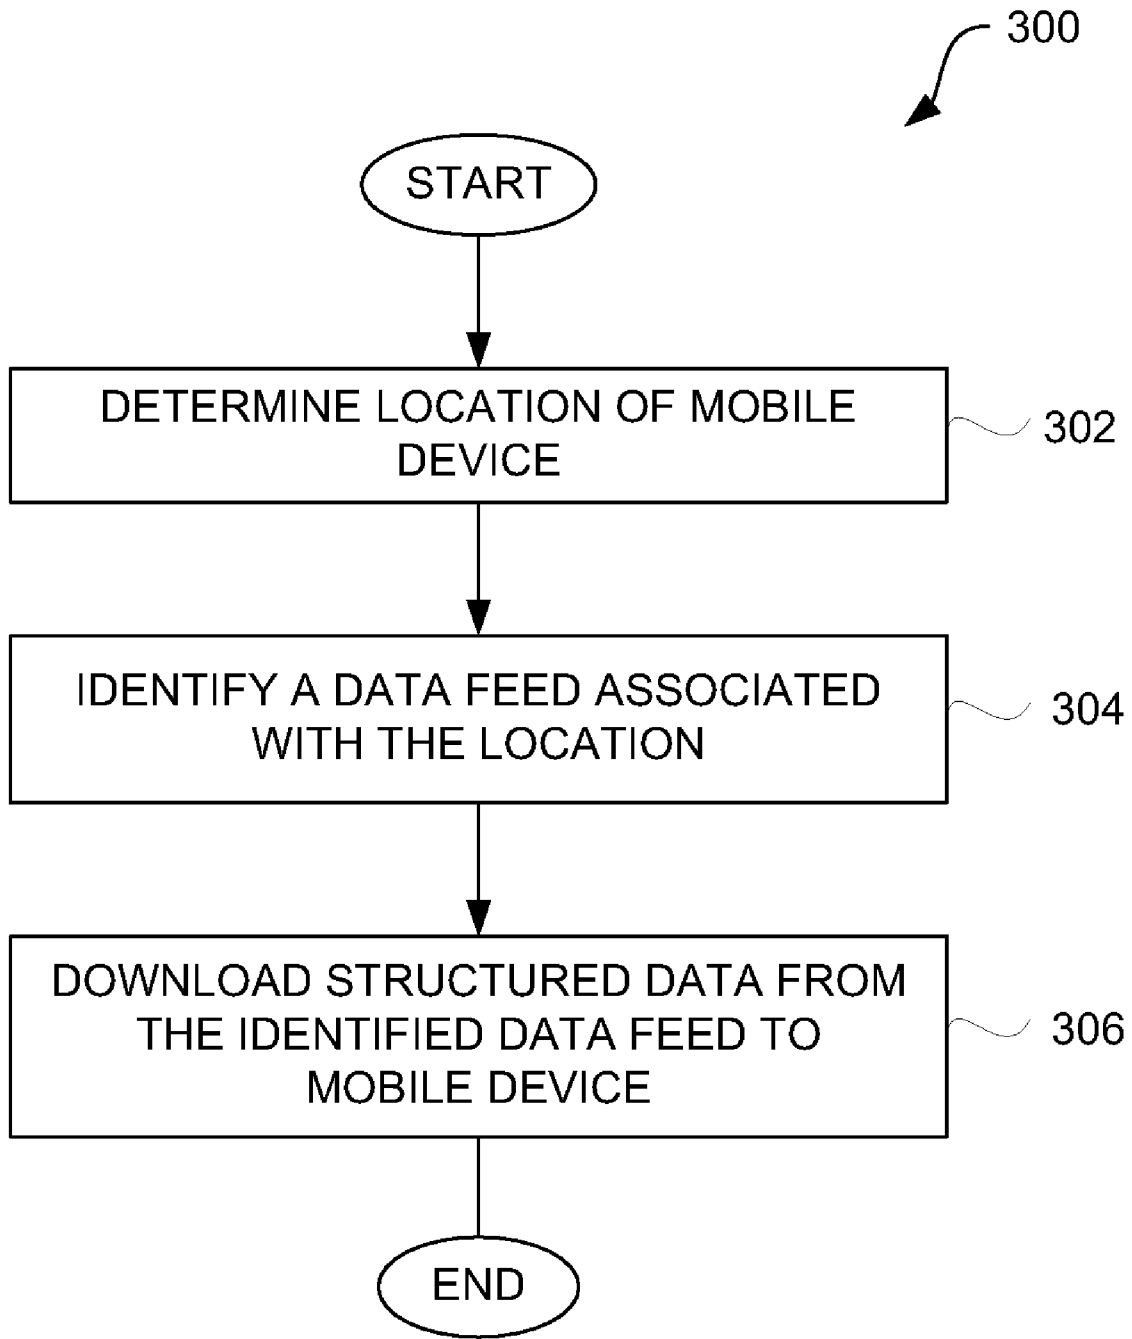 300
START
DETERMINE LOCATION OF MOBILE
DEVICE
302
IDENTIFY A DATA FEED ASSOCIATED
WITH THE LOCATION
304
DOWNLOAD STRUCTURED DATA FROM
THE IDENTIFIED DATA FEED TO
MOBILE DEVICE
306
END